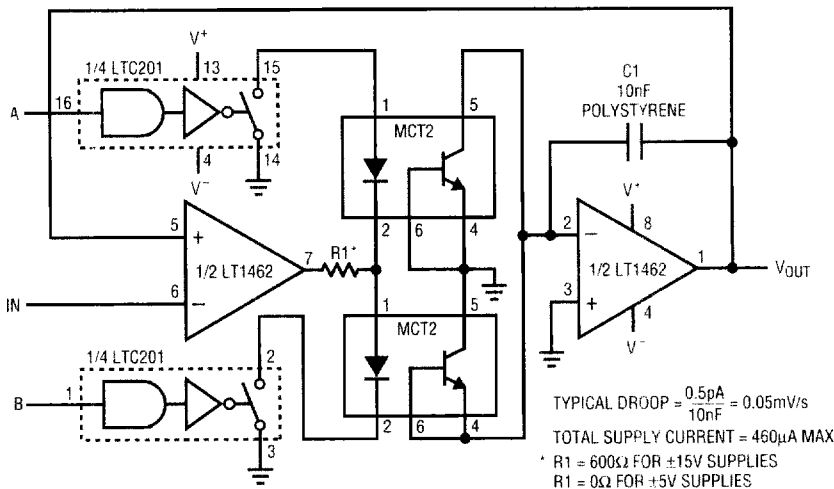 1/4 LTC201
V⁺
13
15
C1
10nF
POLYSTYRENE
A
16
1
5
MCT2
4
V⁻
14
2
6
4
5
+
1/2 LT1462
7
R1*
6
−
IN
V⁺
8
2
−
1/2 LT1462
1
VOUT
3
+
4
V⁻
1
5
MCT2
2
6
4
1/4 LTC201
2
B
1
3
TYPICAL DROOP = 0.5pA/10nF = 0.05mV/s
TOTAL SUPPLY CURRENT = 460µA MAX
* R1 = 600Ω FOR ±15V SUPPLIES
R1 = 0Ω FOR ±5V SUPPLIES